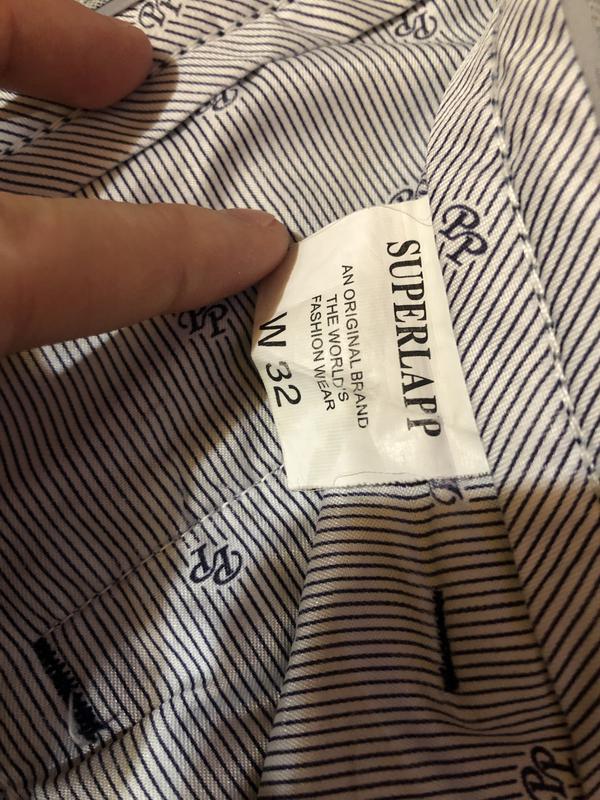 SUPERLAPP
AN ORIGINAL BRAND
THE WORLD'S
FASHION WEAR
W 32